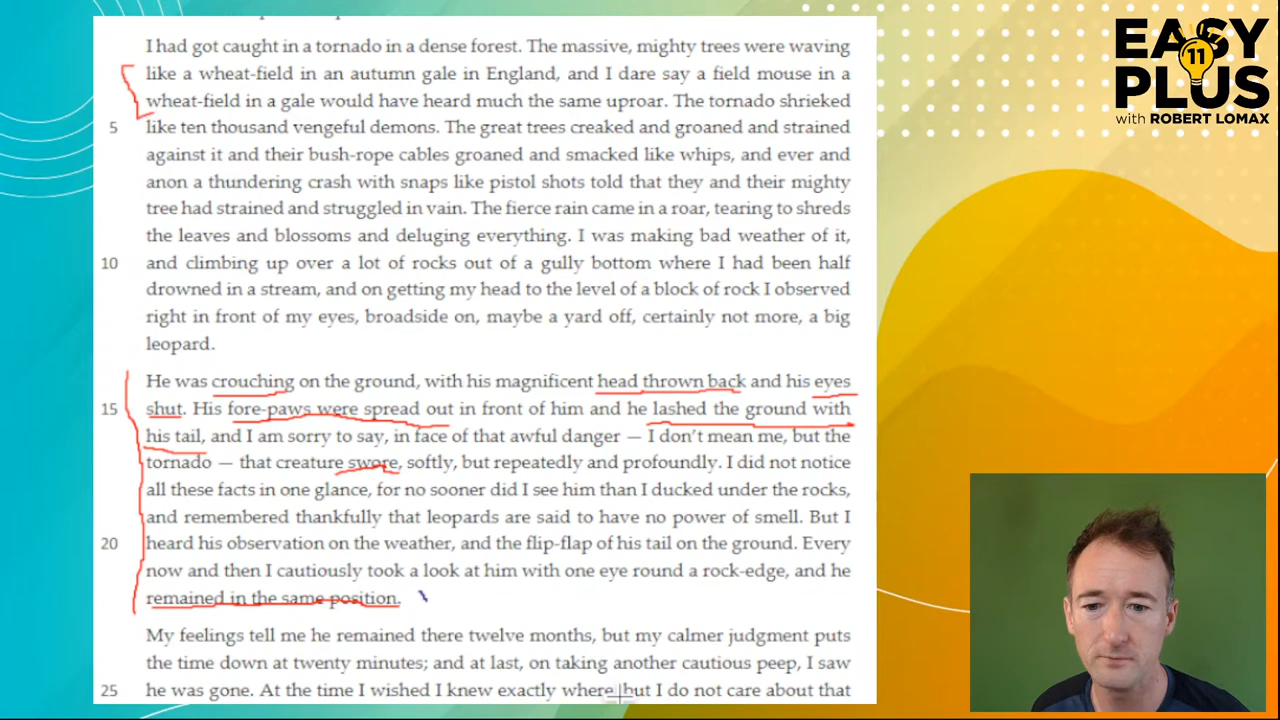 I had got caught in a tornado in a dense forest. The massive, mighty trees were waving
like a wheat-field in an autumn gale in England, and I dare say a field mouse in a
wheat-field in a gale would have heard much the same uproar. The tornado shrieked
5 like ten thousand vengeful demons. The great trees creaked and groaned and strained
against it and their bush-rope cables groaned and smacked like whips, and ever and
anon a thundering crash with snaps like pistol shots told that they and their mighty
tree had strained and struggled in vain. The fierce rain came in a roar, tearing to shreds
the leaves and blossoms and deluging everything. I was making bad weather of it,
10 and climbing up over a lot of rocks out of a gully bottom where I had been half
drowned in a stream, and on getting my head to the level of a block of rock I observed
right in front of my eyes, broadside on, maybe a yard off, certainly not more, a big
leopard.
He was crouching on the ground, with his magnificent head thrown back and his eyes
15 shut. His fore-paws were spread out in front of him and he lashed the ground with
his tail, and I am sorry to say, in face of that awful danger — I don't mean me, but the
tornado — that creature swore, softly, but repeatedly and profoundly. I did not notice
all these facts in one glance, for no sooner did I see him than I ducked under the rocks,
and remembered thankfully that leopards are said to have no power of smell. But I
20 heard his observation on the weather, and the flip-flap of his tail on the ground. Every
now and then I cautiously took a look at him with one eye round a rock-edge, and he
remained in the same position.
My feelings tell me he remained there twelve months, but my calmer judgment puts
the time down at twenty minutes; and at last, on taking another cautious peep, I saw
25 he was gone. At the time I wished I knew exactly where but I do not care about that
EASY
11
PLUS
with ROBERT LOMAX